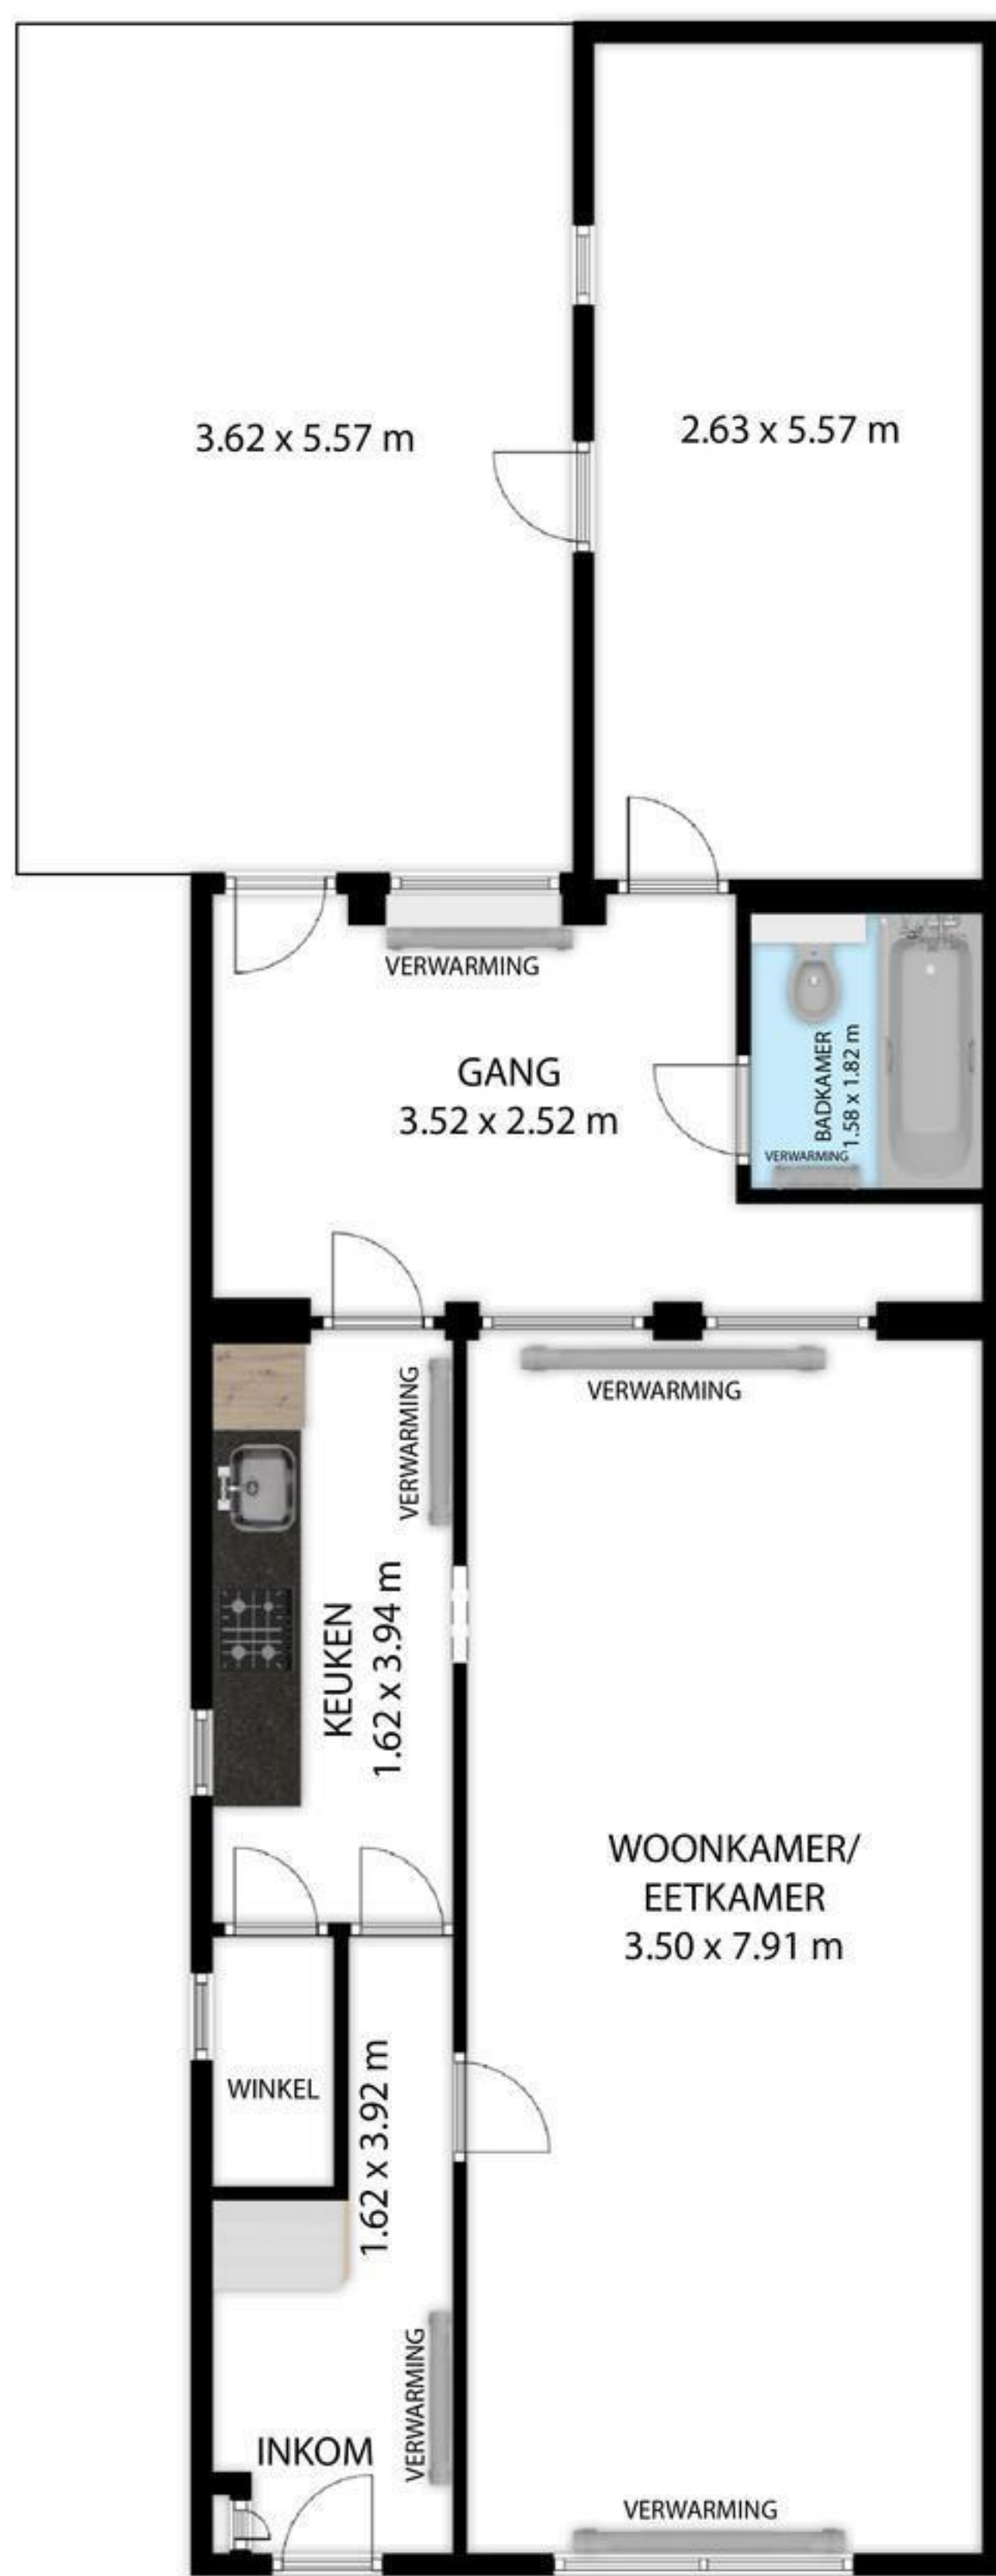 3.62 x 5.57 m
2.63 x 5.57 m
VERWARMING
GANG
3.52 x 2.52 m
BADKAMER
1.58 x 1.82 m
VERWARMING
VERWARMING
VERWARMING
KEUKEN
1.62 x 3.94 m
WOONKAMER/
EETKAMER
3.50 x 7.91 m
WINKEL
1.62 x 3.92 m
VERWARMING
INKOM
VERWARMING